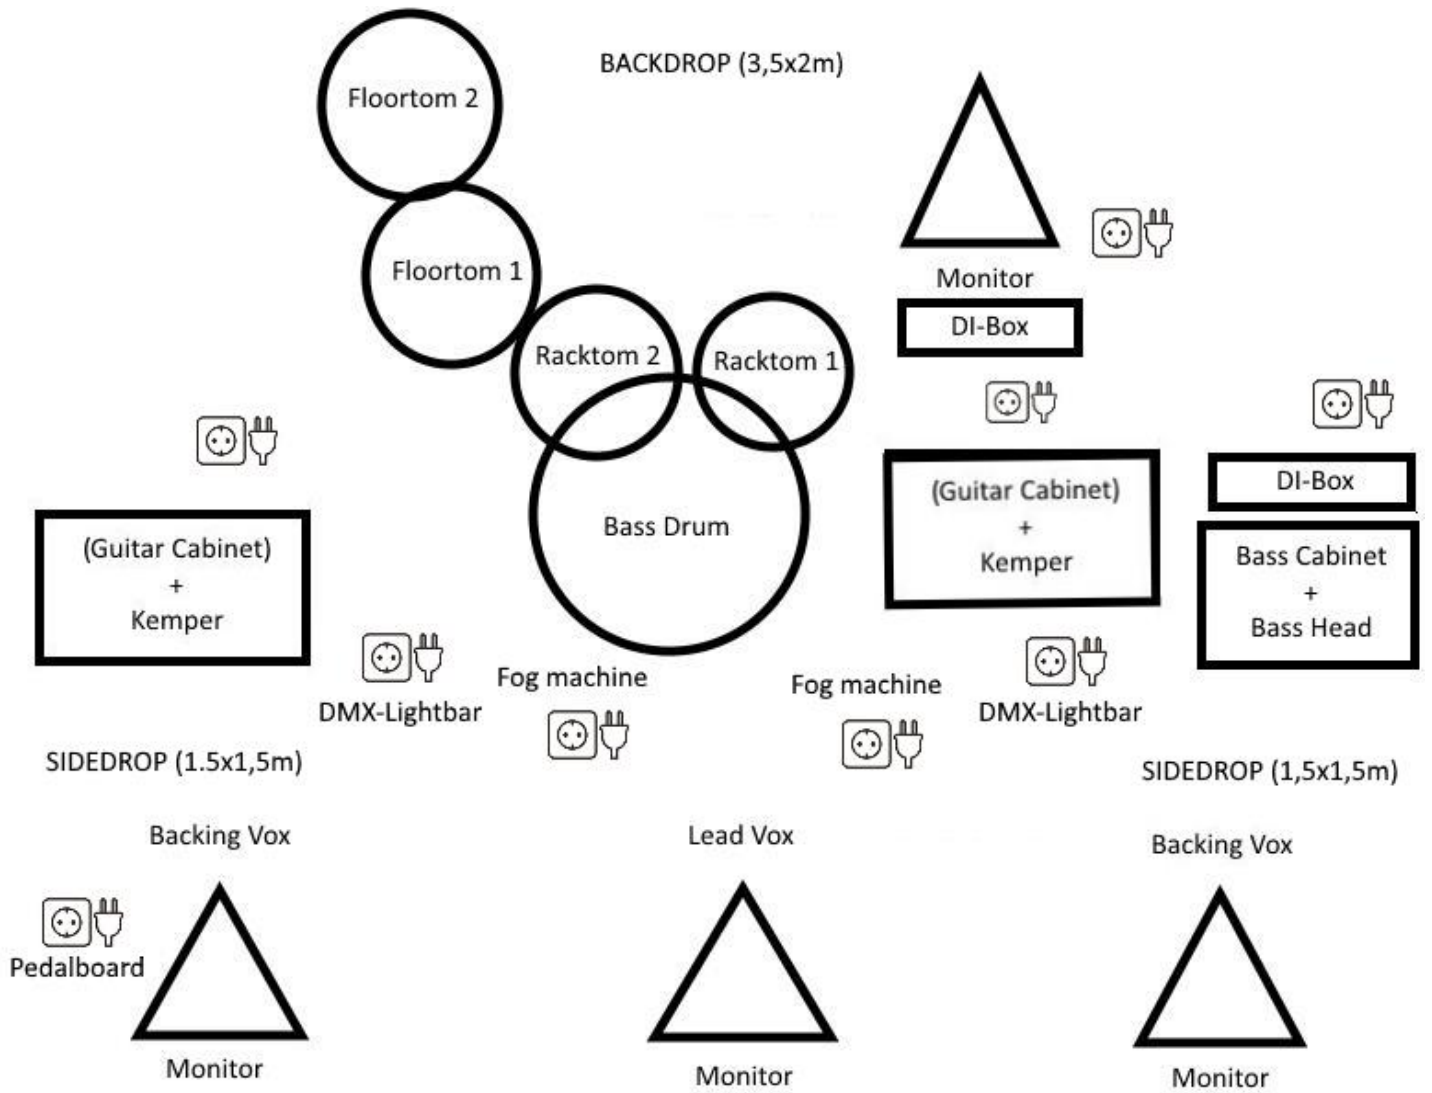 BACKDROP (3,5x2m)
Floortom 2
Floortom 1
Monitor
DI-Box
Racktom 2
Racktom 1
(Guitar Cabinet)
+
Kemper
DI-Box
Bass Drum
(Guitar Cabinet)
+
Kemper
Bass Cabinet
+
Bass Head
Fog machine
Fog machine
DMX-Lightbar
DMX-Lightbar
SIDEDROP (1.5x1,5m)
SIDEDROP (1,5x1,5m)
Backing Vox
Lead Vox
Backing Vox
Pedalboard
Monitor
Monitor
Monitor